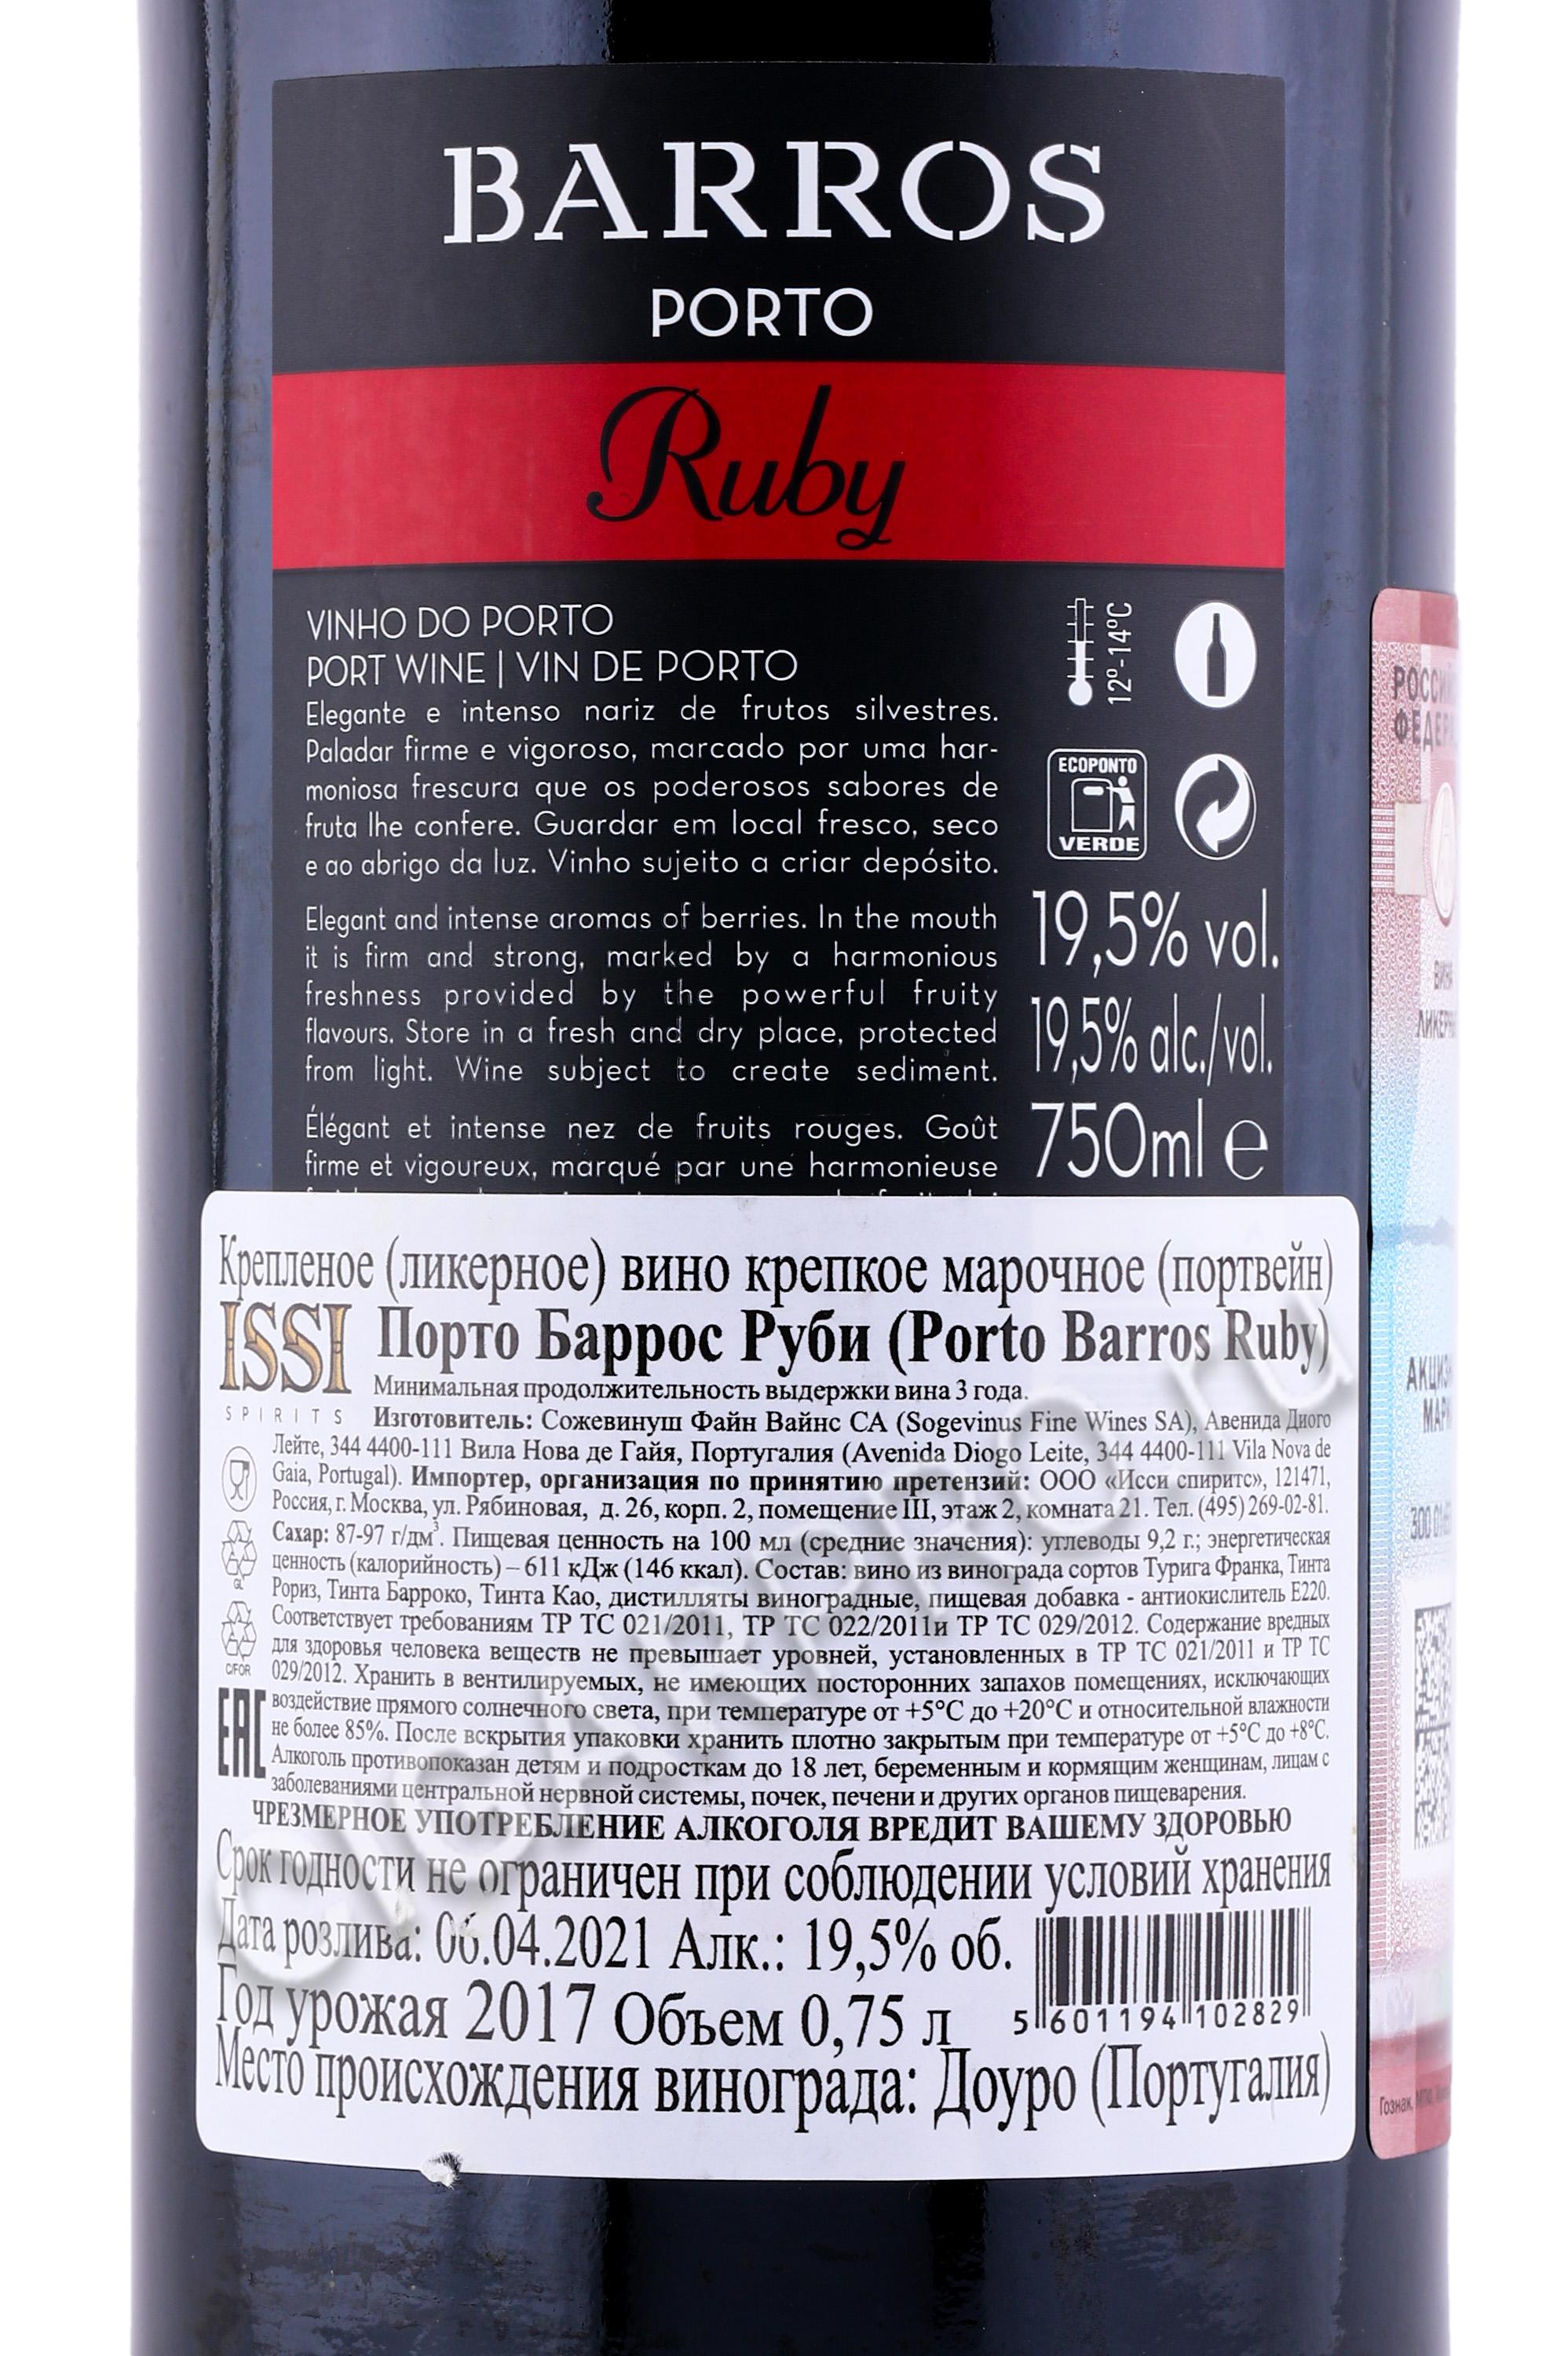 BARROS
PORTO
Ruby
VINHO DO PORTO
PORT WINE | VIN DE PORTO
Elegante e intenso nariz de frutos silvestres.
Paladar firme e vigoroso, marcado por uma har-
moniosa frescura que os poderosos sabores de
fruta lhe confere. Guardar em local fresco, seco
e ao abrigo da luz. Vinho sujeito a criar depósito.
Elegant and intense aromas of berries. In the mouth
it is firm and strong, marked by a harmonious
freshness provided by the powerful fruity
flavours. Store in a fresh and dry place, protected
from light. Wine subject to create sediment.
Élégant et intense nez de fruits rouges. Goût
firme et vigoureux, marqué par une harmonieuse
12º-14ºC
ECOPONTO
VERDE
19,5% vol.
19,5% alc./vol.
750ml e
Крепленое (ликерное) вино крепкое марочное (портвейн)
ISSI
SPIRITS
Порто Баррос Руби (Porto Barros Ruby)
Минимальная продолжительность выдержки вина 3 года.
Изготовитель: Сожевинуш Файн Вайнс СА (Sogevinus Fine Wines SA), Авенида Диого
Лейте, 344 4400-111 Вила Нова де Гайя, Португалия (Avenida Diogo Leite, 344 4400-111 Vila Nova de
Gaia, Portugal). Импортер, организация по принятию претензий: ООО «Исси спиритс», 121471,
Россия, г. Москва, ул. Рябиновая, д. 26, корп. 2, помещение III, этаж 2, комната 21. Тел. (495) 269-02-81.
Сахар: 87-97 г/дм³. Пищевая ценность на 100 мл (средние значения): углеводы 9,2 г.; энергетическая
ценность (калорийность) – 611 кДж (146 ккал). Состав: вино из винограда сортов Турига Франка, Тинта
Рориз, Тинта Барроко, Тинта Као, дистилляты виноградные, пищевая добавка - антиокислитель Е220.
Соответствует требованиям ТР ТС 021/2011, ТР ТС 022/2011и ТР ТС 029/2012. Содержание вредных
для здоровья человека веществ не превышает уровней, установленных в ТР ТС 021/2011 и ТР ТС
029/2012. Хранить в вентилируемых, не имеющих посторонних запахов помещениях, исключающих
воздействие прямого солнечного света, при температуре от +5°С до +20°С и относительной влажности
не более 85%. После вскрытия упаковки хранить плотно закрытым при температуре от +5°С до +8°С.
Алкоголь противопоказан детям и подросткам до 18 лет, беременным и кормящим женщинам, лицам с
заболеваниями центральной нервной системы, почек, печени и других органов пищеварения.
GL
C/FOR
EAC
ЧРЕЗМЕРНОЕ УПОТРЕБЛЕНИЕ АЛКОГОЛЯ ВРЕДИТ ВАШЕМУ ЗДОРОВЬЮ
Срок годности не ограничен при соблюдении условий хранения
Дата розлива: 06.04.2021 Алк.: 19,5% об.
Год урожая 2017 Объем 0,75 л
5 601194 102829
Место происхождения винограда: Доуро (Португалия)
CIGARPRO.ru